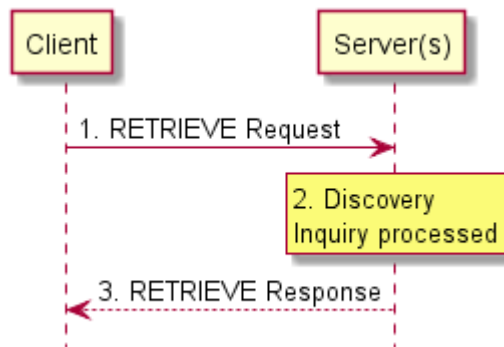 Client
Server(s)
1. RETRIEVE Request
2. Discovery
Inquiry processed
3. RETRIEVE Response